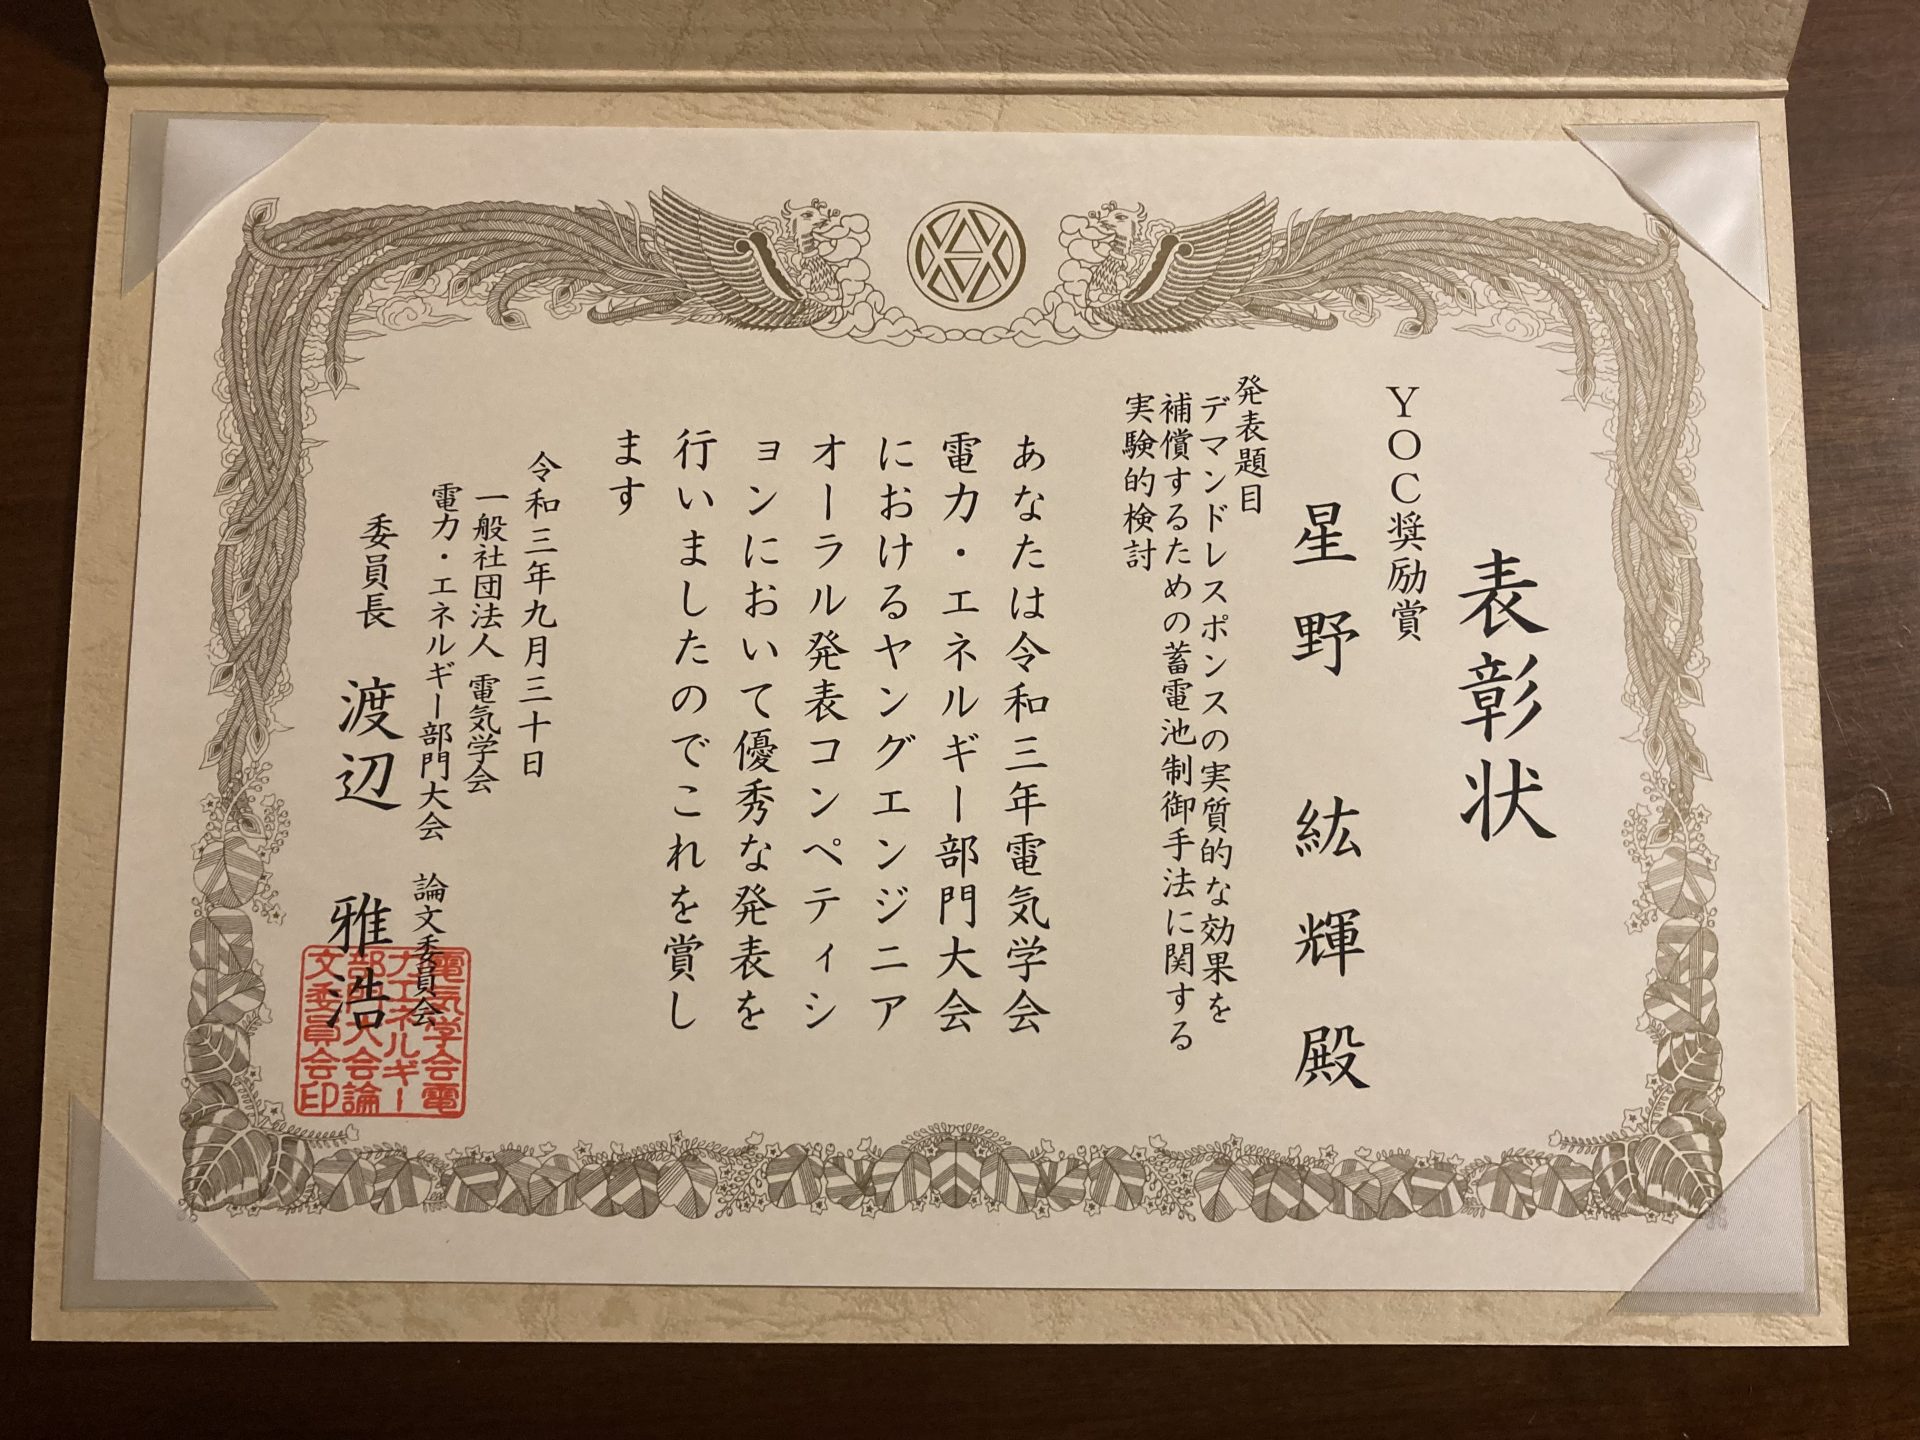 表彰状
YOC奨励賞
星野 紘輝 殿
発表題目
デマンドレスポンスの実質的な効果を
補償するための蓄電池制御手法に関する
実験的検討
あなたは令和三年電気学会
電力・エネルギー部門大会
におけるヤングエンジニア
オーラル発表コンペティシ
ョンにおいて優秀な発表を
行いましたのでこれを賞し
ます
令和三年九月三十日
一般社団法人 電気学会
電力・エネルギー部門大会 論文委員会
委員長 渡辺 雅浩
電気学会電
力エネルギー
部門大会論
文委員会印